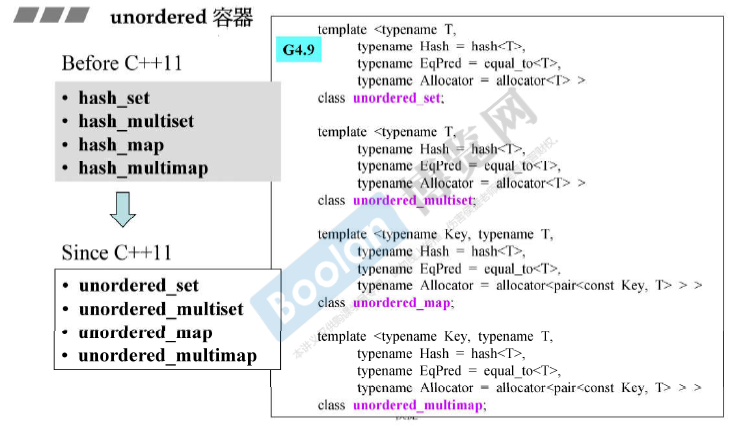 unordered 容器
Before C++11
• hash_set
• hash_multiset
• hash_map
• hash_multimap
Since C++11
• unordered_set
• unordered_multiset
• unordered_map
• unordered_multimap
G4.9
template <typename T,
typename Hash = hash<T>,
typename EqPred = equal_to<T>,
typename Allocator = allocator<T> >
class unordered_set;
template <typename T,
typename Hash = hash<T>,
typename EqPred = equal_to<T>,
typename Allocator = allocator<T> >
class unordered_multiset;
template <typename Key, typename T,
typename Hash = hash<T>,
typename EqPred = equal_to<T>,
typename Allocator = allocator<pair<const Key, T> > >
class unordered_map;
template <typename Key, typename T,
typename Hash = hash<T>,
typename EqPred = equal_to<T>,
typename Allocator = allocator<pair<const Key, T> > >
class unordered_multimap;
Boolan 博览网